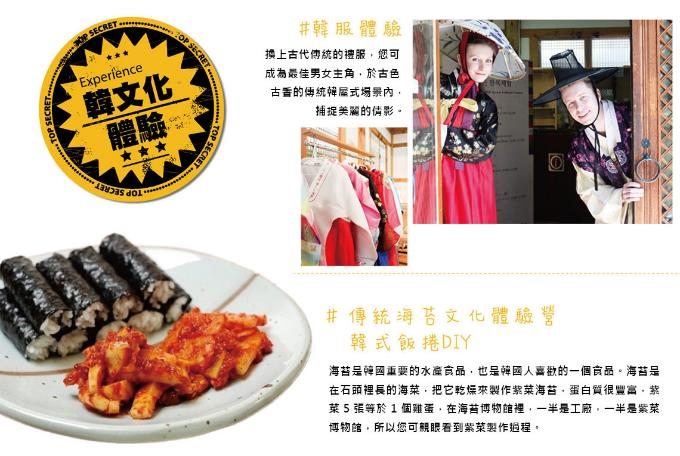 TOP SECRET
TOP SECRET
TOP SECRET
TOP SECRET
TOP SECRET
Experience
韓文化
體驗
#韓服體驗
換上古代傳統的禮服，您可
成為最佳男女主角，於古色
古香的傳統韓屋式場景內，
捕捉美麗的倩影。
# 傳統海苔文化體驗營
韓式飯捲DIY
海苔是韓國重要的水產食品，也是韓國人喜歡的一個食品。海苔是
在石頭裡長的海菜，把它乾燥來製作紫菜海苔，蛋白質很豐富，紫
菜 5 張等於 1 個雞蛋，在海苔博物館裡，一半是工廠，一半是紫菜
博物館，所以您可親眼看到紫菜製作過程。